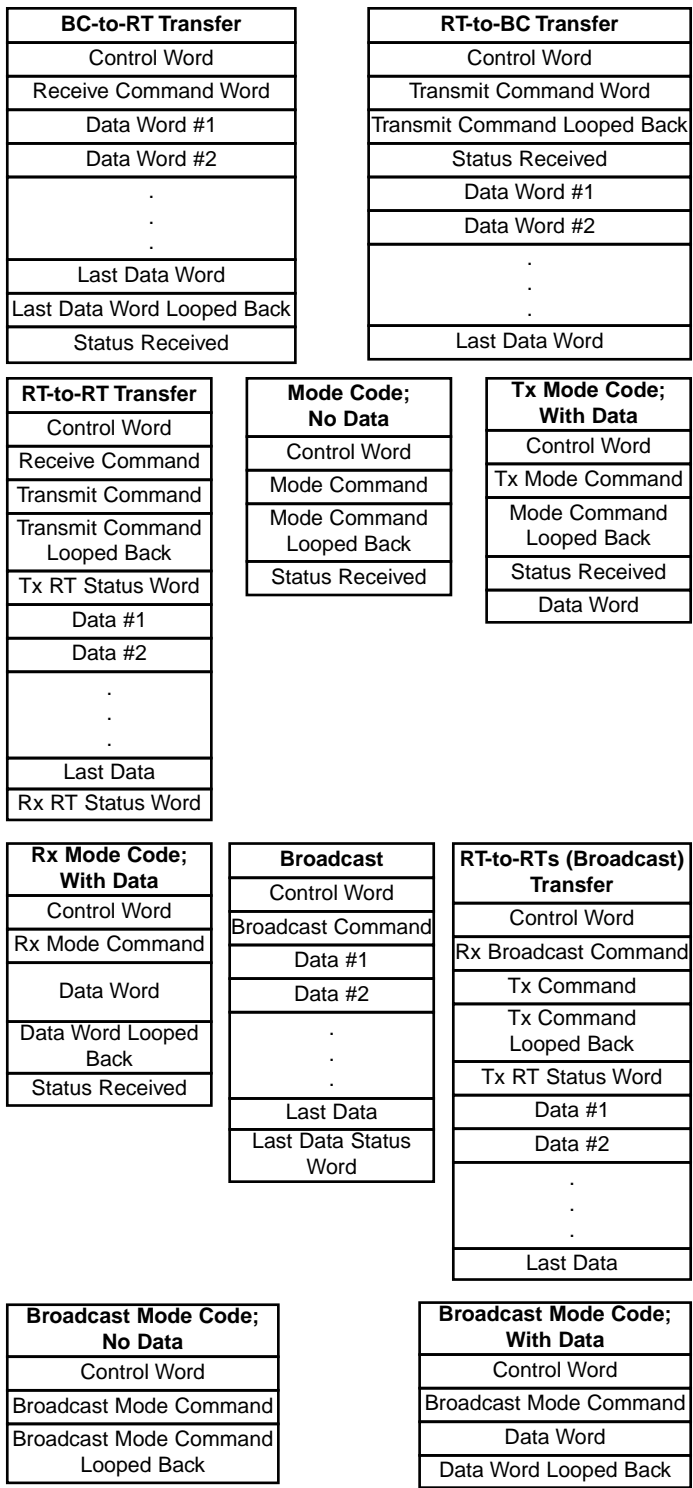 BC-to-RT Transfer
Control Word
Receive Command Word
Data Word #1
Data Word #2
.
.
.
Last Data Word
Last Data Word Looped Back
Status Received
RT-to-BC Transfer
Control Word
Transmit Command Word
Transmit Command Looped Back
Status Received
Data Word #1
Data Word #2
.
.
.
Last Data Word
RT-to-RT Transfer
Control Word
Receive Command
Transmit Command
Transmit Command
Looped Back
Tx RT Status Word
Data #1
Data #2
.
.
.
Last Data
Rx RT Status Word
Mode Code;
No Data
Control Word
Mode Command
Mode Command
Looped Back
Status Received
Tx Mode Code;
With Data
Control Word
Tx Mode Command
Mode Command
Looped Back
Status Received
Data Word
Rx Mode Code;
With Data
Control Word
Rx Mode Command
Data Word
Data Word Looped
Back
Status Received
Broadcast
Control Word
Broadcast Command
Data #1
Data #2
.
.
.
Last Data
Last Data Status
Word
RT-to-RTs (Broadcast)
Transfer
Control Word
Rx Broadcast Command
Tx Command
Tx Command
Looped Back
Tx RT Status Word
Data #1
Data #2
.
.
.
Last Data
Broadcast Mode Code;
No Data
Control Word
Broadcast Mode Command
Broadcast Mode Command
Looped Back
Broadcast Mode Code;
With Data
Control Word
Broadcast Mode Command
Data Word
Data Word Looped Back